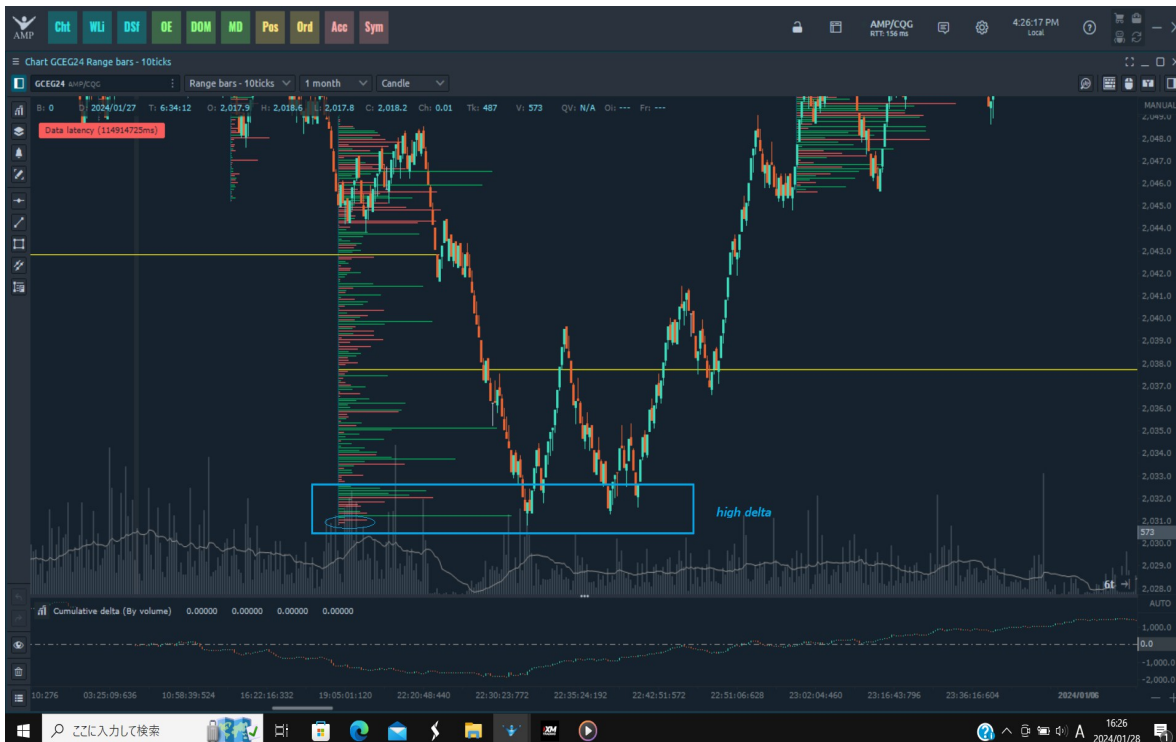 AMP
Cht WLi DSf OE DOM MD Pos Ord Acc Sym
AMP/CQG
RTT: 156 ms
4:26:17 PM
Local
Chart GCEG24 Range bars - 10ticks
GCEG24 AMP/CQG
Range bars - 10ticks
1 month
Candle
B: 0 D: 2024/01/27 T: 6:34:12 O: 2,017.9 H: 2,018.6 L: 2,017.8 C: 2,018.2 Ch: 0.01 Tk: 487 V: 573 QV: N/A OI: --- Fr: ---
MANUAL
Data latency (114914725ms)
2,049.0
2,048.0
2,047.0
2,046.0
2,045.0
2,044.0
2,043.0
2,042.0
2,041.0
2,040.0
2,039.0
2,038.0
2,037.0
2,036.0
2,035.0
2,034.0
2,033.0
2,032.0
high delta
2,031.0
573
2,030.0
2,029.0
2,028.0
6t
AUTO
Cumulative delta (By volume) 0.00000 0.00000 0.00000 0.00000
1,000.0
0.0
-1,000.0
-2,000.0
10:276 03:25:09:636 10:58:39:524 16:22:16:332 19:05:01:120 22:20:48:440 22:30:23:772 22:35:24:192 22:42:51:572 22:51:06:628 23:02:04:460 23:16:43:796 23:36:16:604 2024/01/06
ここに入力して検索
XM
A
16:26
2024/01/28
1